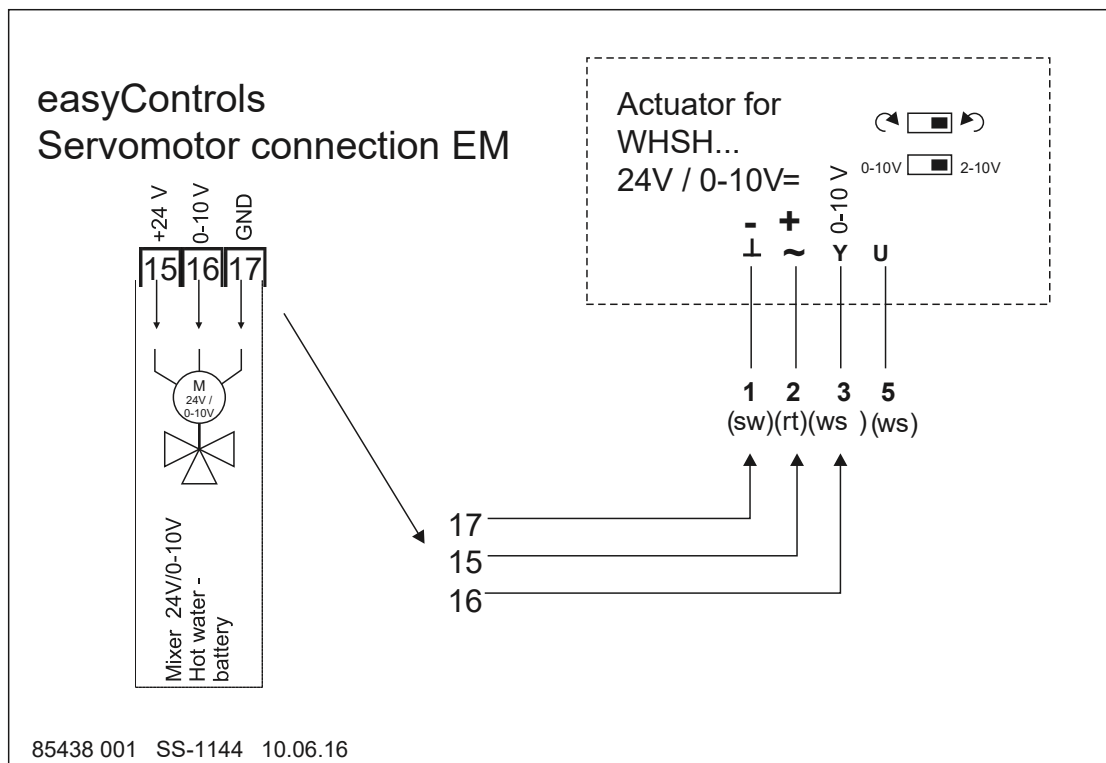 easyControls
Servomotor connection EM
+24 V
0-10 V
GND
15 16 17
M
24V /
0-10V
Mixer 24V/0-10V
Hot water -
battery
Actuator for
WHSH...
24V / 0-10V=
0-10V 2-10V
0-10 V
- +
⊥ ~ Y U
1 2 3 5
(sw)(rt)(ws ) (ws)
17
15
16
85438 001 SS-1144 10.06.16